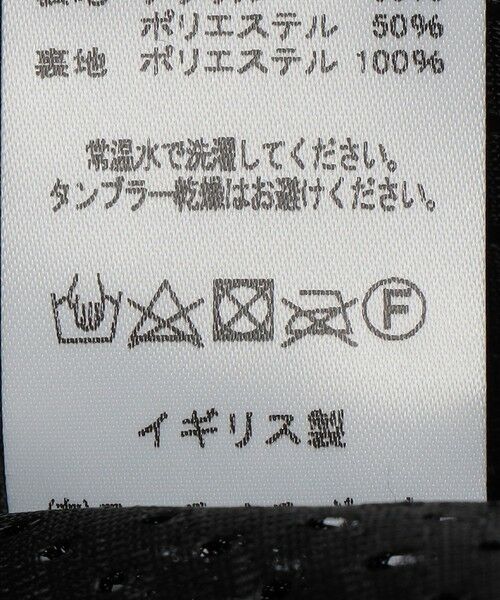 ポリエステル 50%
裏地 ポリエステル 100%
常温水で洗濯してください。
タンブラー乾燥はお避けください。
F
イギリス製